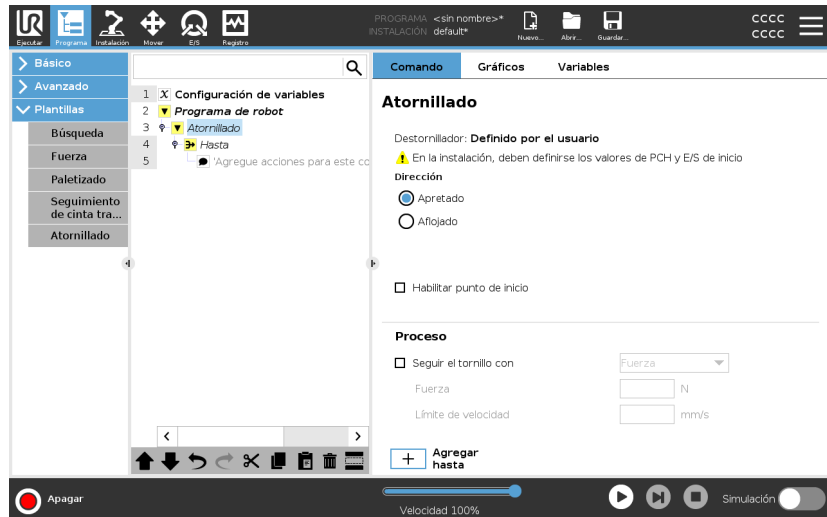 UR
Ejecutar
Programa
Instalación
Mover
E/S
Registro
PROGRAMA <sin nombre>*
INSTALACIÓN default*
Nuevo...
Abrir...
Guardar...
cccc
cccc
Básico
Avanzado
Plantillas
Búsqueda
Fuerza
Paletizado
Seguimiento
de cinta tra...
Atornillado
1 X Configuración de variables
2 Programa de robot
3 Atornillado
4 Hasta
5 'Agregue acciones para este co
Comando
Gráficos
Variables
Atornillado
Destornillador: Definido por el usuario
En la instalación, deben definirse los valores de PCH y E/S de inicio
Dirección
Apretado
Aflojado
Habilitar punto de inicio
Proceso
Seguir el tornillo con
Fuerza
Fuerza
N
Límite de velocidad
mm/s
Agregar
hasta
Apagar
Velocidad 100%
Simulación